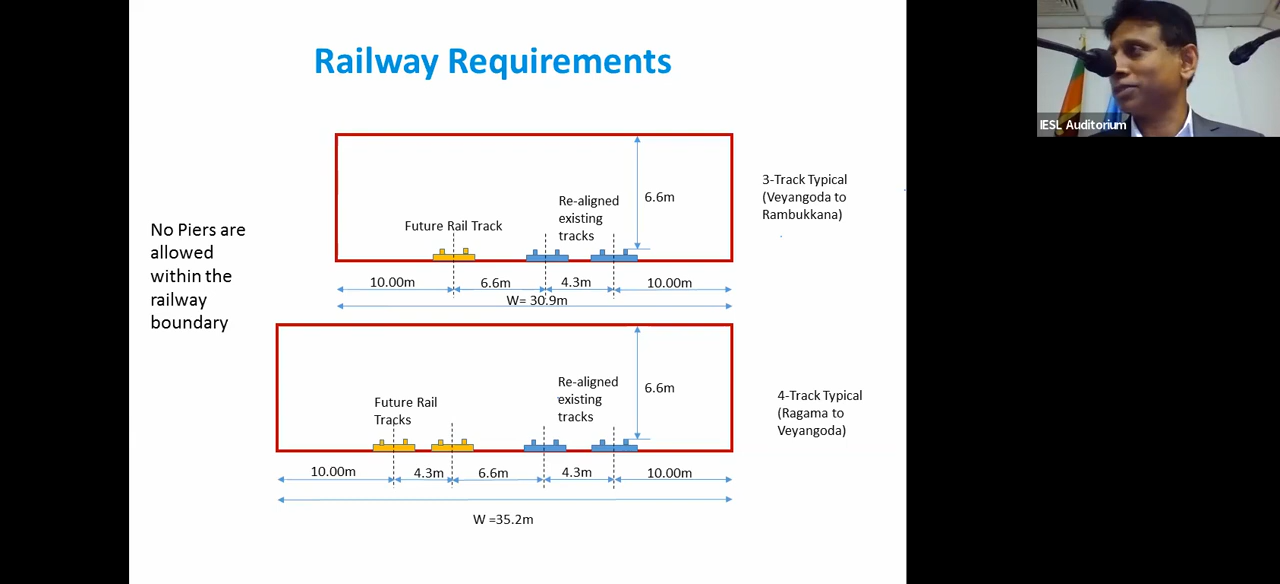 Railway Requirements
IESL Auditorium
No Piers are
allowed
within the
railway
boundary
Future Rail Track
Re-aligned
existing
tracks
6.6m
3-Track Typical
(Veyangoda to
Rambukkana)
10.00m
6.6m
4.3m
10.00m
W= 30.9m
Future Rail
Tracks
Re-aligned
existing
tracks
6.6m
4-Track Typical
(Ragama to
Veyangoda)
10.00m
4.3m
6.6m
4.3m
10.00m
W =35.2m